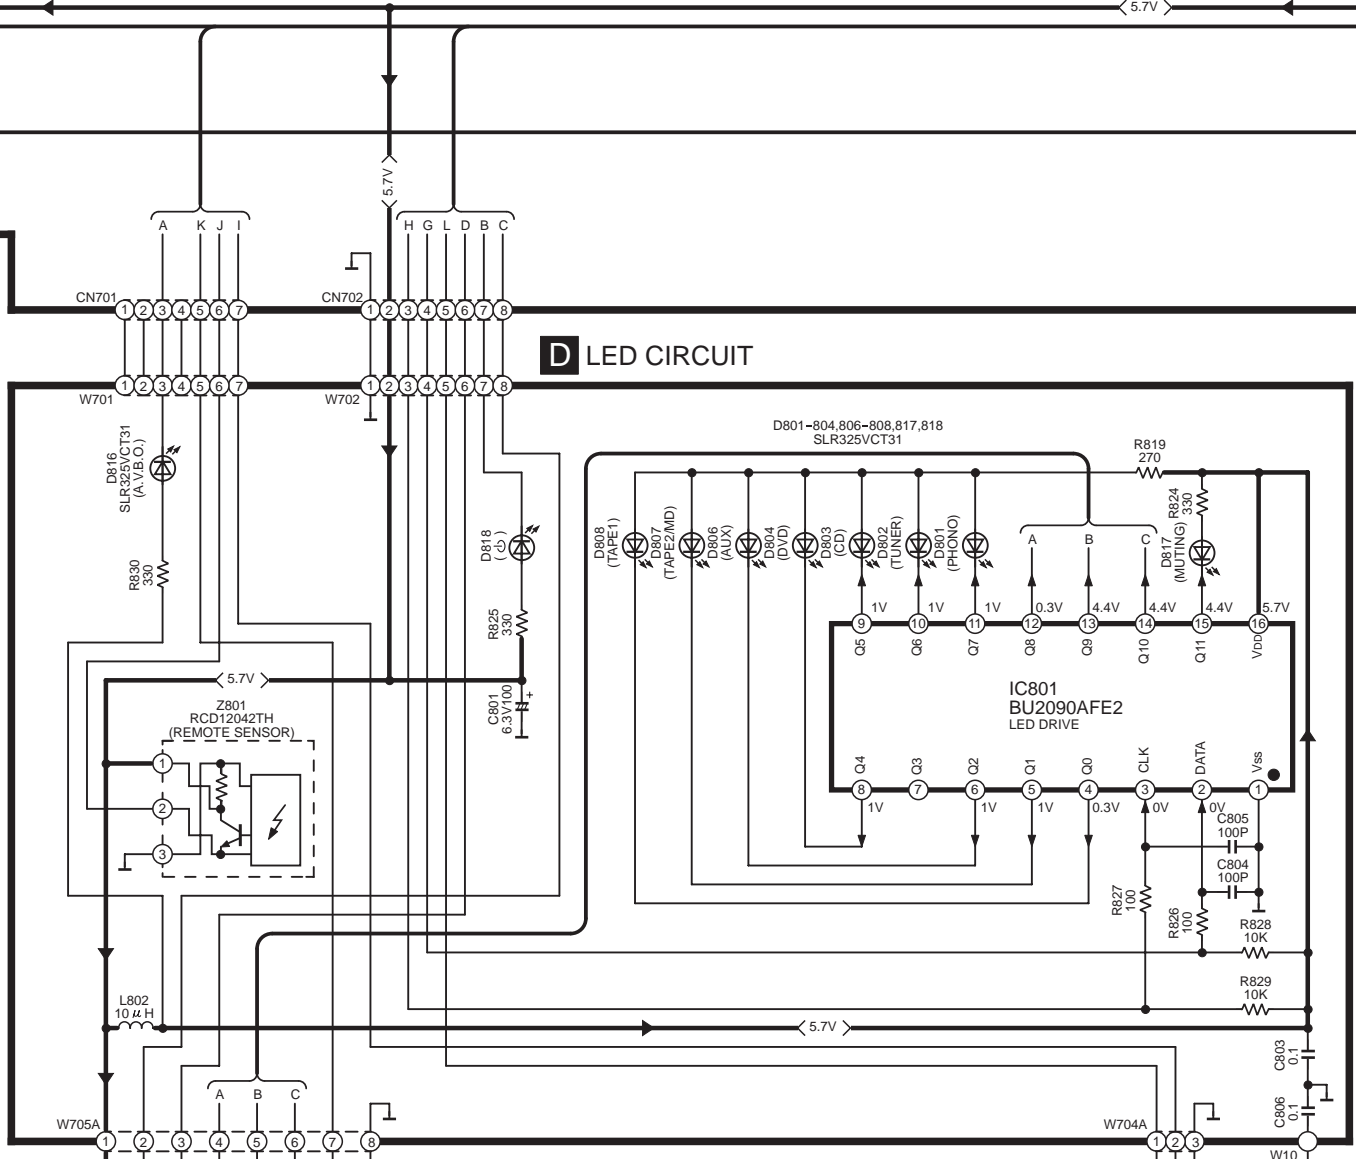 5.7V
5.7V
A K J I
H G L D B C
CN701
1 2 3 4 5 6 7
CN702
1 2 3 4 5 6 7 8
D LED CIRCUIT
W701
1 2 3 4 5 6 7
W702
1 2 3 4 5 6 7 8
D816
SLR325VCT31
(A.V.B.O.)
R830
330
D818
(⏻)
R825
330
C801
6.3V100
+
5.7V
Z801
RCD12042TH
(REMOTE SENSOR)
1
2
3
D801-804,806-808,817,818
SLR325VCT31
R819
270
R824
330
D808
(TAPE1)
D807
(TAPE2/MD)
D806
(AUX)
D804
(DVD)
D803
(CD)
D802
(TUNER)
D801
(PHONO)
A B C
D817
(MUTING)
1V 1V 1V 0.3V 4.4V 4.4V 4.4V 5.7V
9 10 11 12 13 14 15 16
Q5 Q6 Q7 Q8 Q9 Q10 Q11 VDD
IC801
BU2090AFE2
LED DRIVE
Q4 Q3 Q2 Q1 Q0 CLK DATA Vss
8 7 6 5 4 3 2 1
1V 1V 1V 0.3V 0V 0V
C805
100P
C804
100P
R827
100
R826
100
R828
10K
R829
10K
L802
10 μ H
5.7V
C803
0.1
C806
0.1
A B C
W705A
1 2 3 4 5 6 7 8
W704A
1 2 3
W10